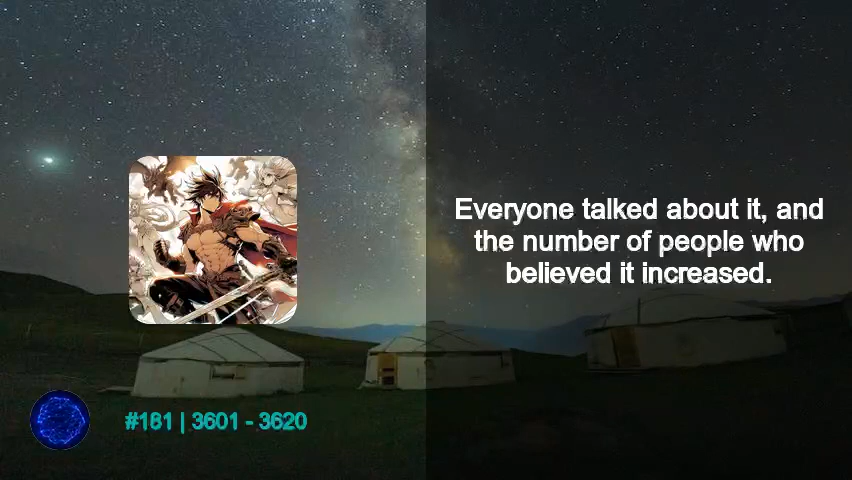 Everyone talked about it, and
the number of people who
believed it increased.
#181 | 3601 - 3620